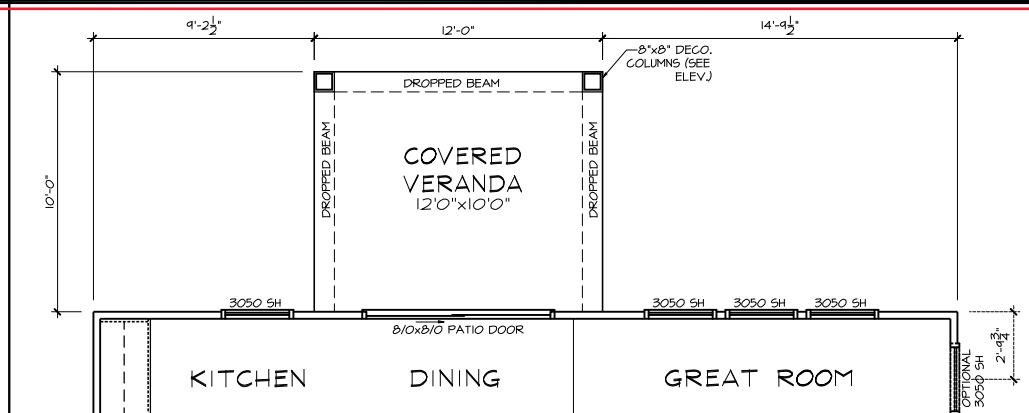 9'-2½"
12'-0"
14'-9½"
8"x8" DECO.
COLUMNS (SEE
ELEV.)
DROPPED BEAM
DROPPED BEAM
DROPPED BEAM
COVERED
VERANDA
12'0"x10'0"
10'-0"
3050 SH
3050 SH
3050 SH
3050 SH
8/0x8/0 PATIO DOOR
2'-9¾"
KITCHEN
DINING
GREAT ROOM
OPTIONAL
3050 SH